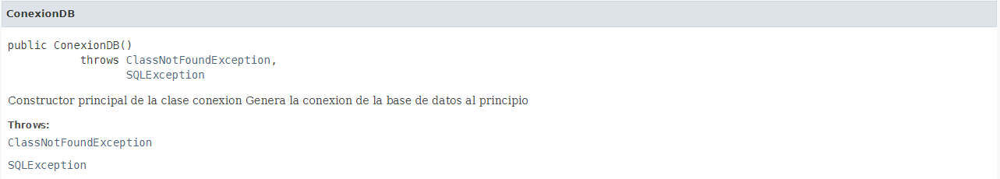 ConexionDB
public ConexionDB()
throws ClassNotFoundException,
SQLException
Constructor principal de la clase conexion Genera la conexion de la base de datos al principio
Throws:
ClassNotFoundException
SQLException